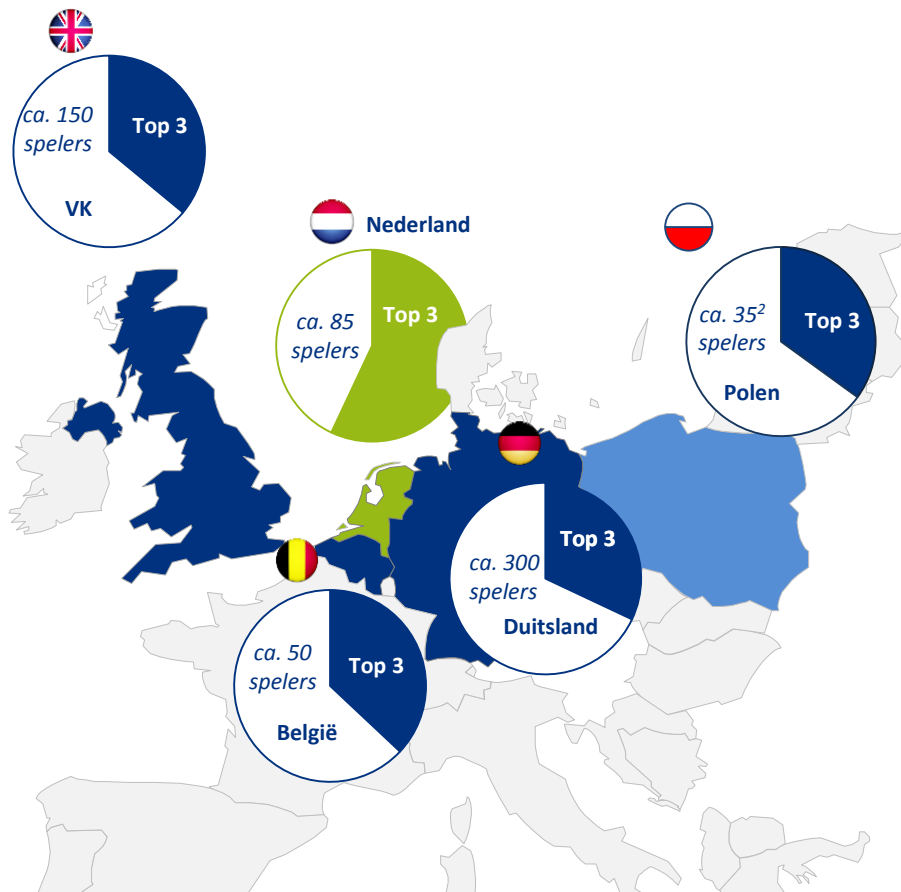 ca. 150
spelers
Top 3
VK
Nederland
ca. 85
spelers
Top 3
ca. 35²
spelers
Top 3
Polen
ca. 300
spelers
Top 3
Duitsland
ca. 50
spelers
Top 3
België